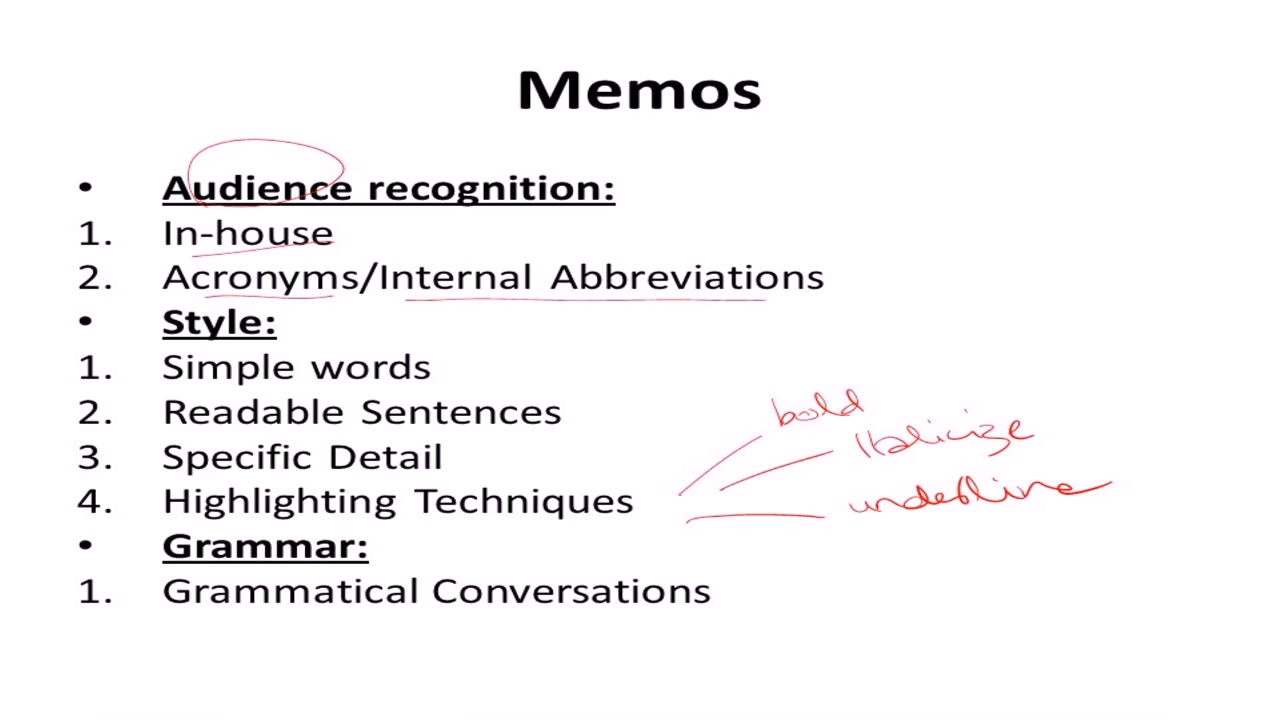 Memos
• Audience recognition:
1. In-house
2. Acronyms/Internal Abbreviations
• Style:
1. Simple words
2. Readable Sentences
3. Specific Detail
4. Highlighting Techniques
bold
Italicize
underline
• Grammar:
1. Grammatical Conversations